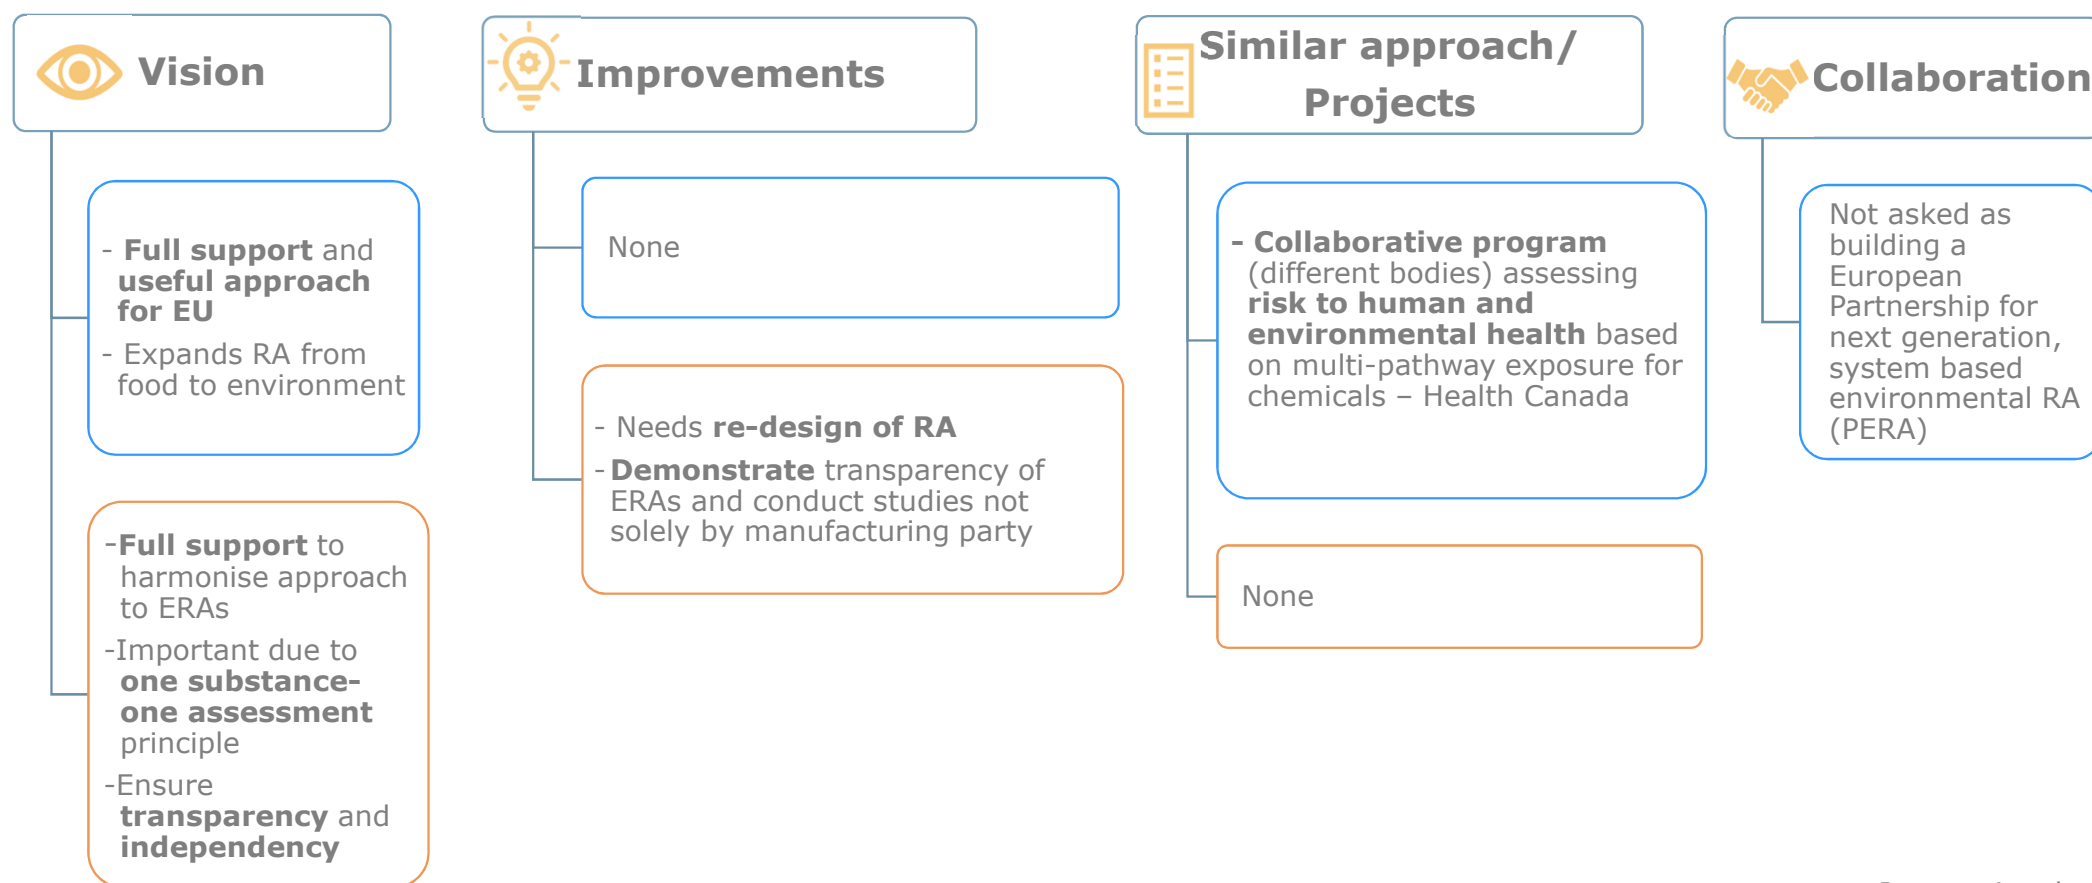 Vision
- Full support and
useful approach
for EU
- Expands RA from
food to environment
-Full support to
harmonise approach
to ERAs
-Important due to
one substance-
one assessment
principle
-Ensure
transparency and
independency
Improvements
None
- Needs re-design of RA
- Demonstrate transparency of
ERAs and conduct studies not
solely by manufacturing party
Similar approach/
Projects
- Collaborative program
(different bodies) assessing
risk to human and
environmental health based
on multi-pathway exposure for
chemicals – Health Canada
None
Collaboration
Not asked as
building a
European
Partnership for
next generation,
system based
environmental RA
(PERA)